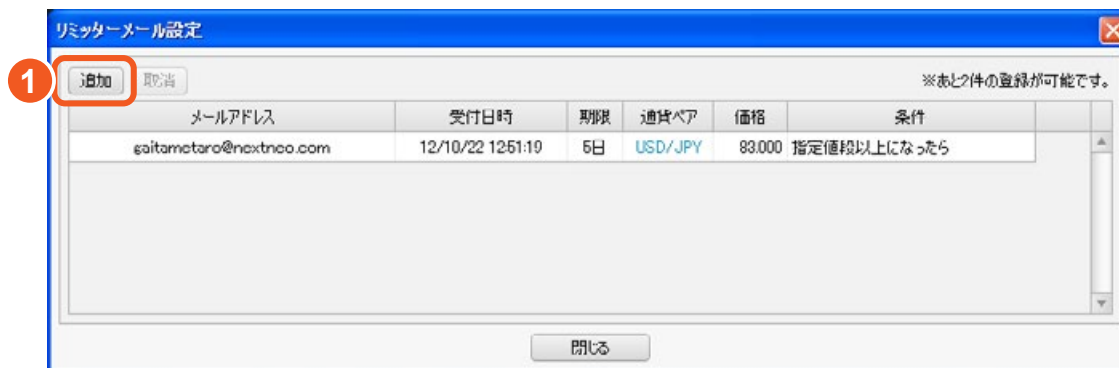 リミッターメール設定
1
追加 取消 ※あと2件の登録が可能です。
メールアドレス 受付日時 期限 通貨ペア 価格 条件
gaitametaro@nextneo.com 12/10/22 12:51:19 5日 USD/JPY 83.000 指定値段以上になったら
閉じる